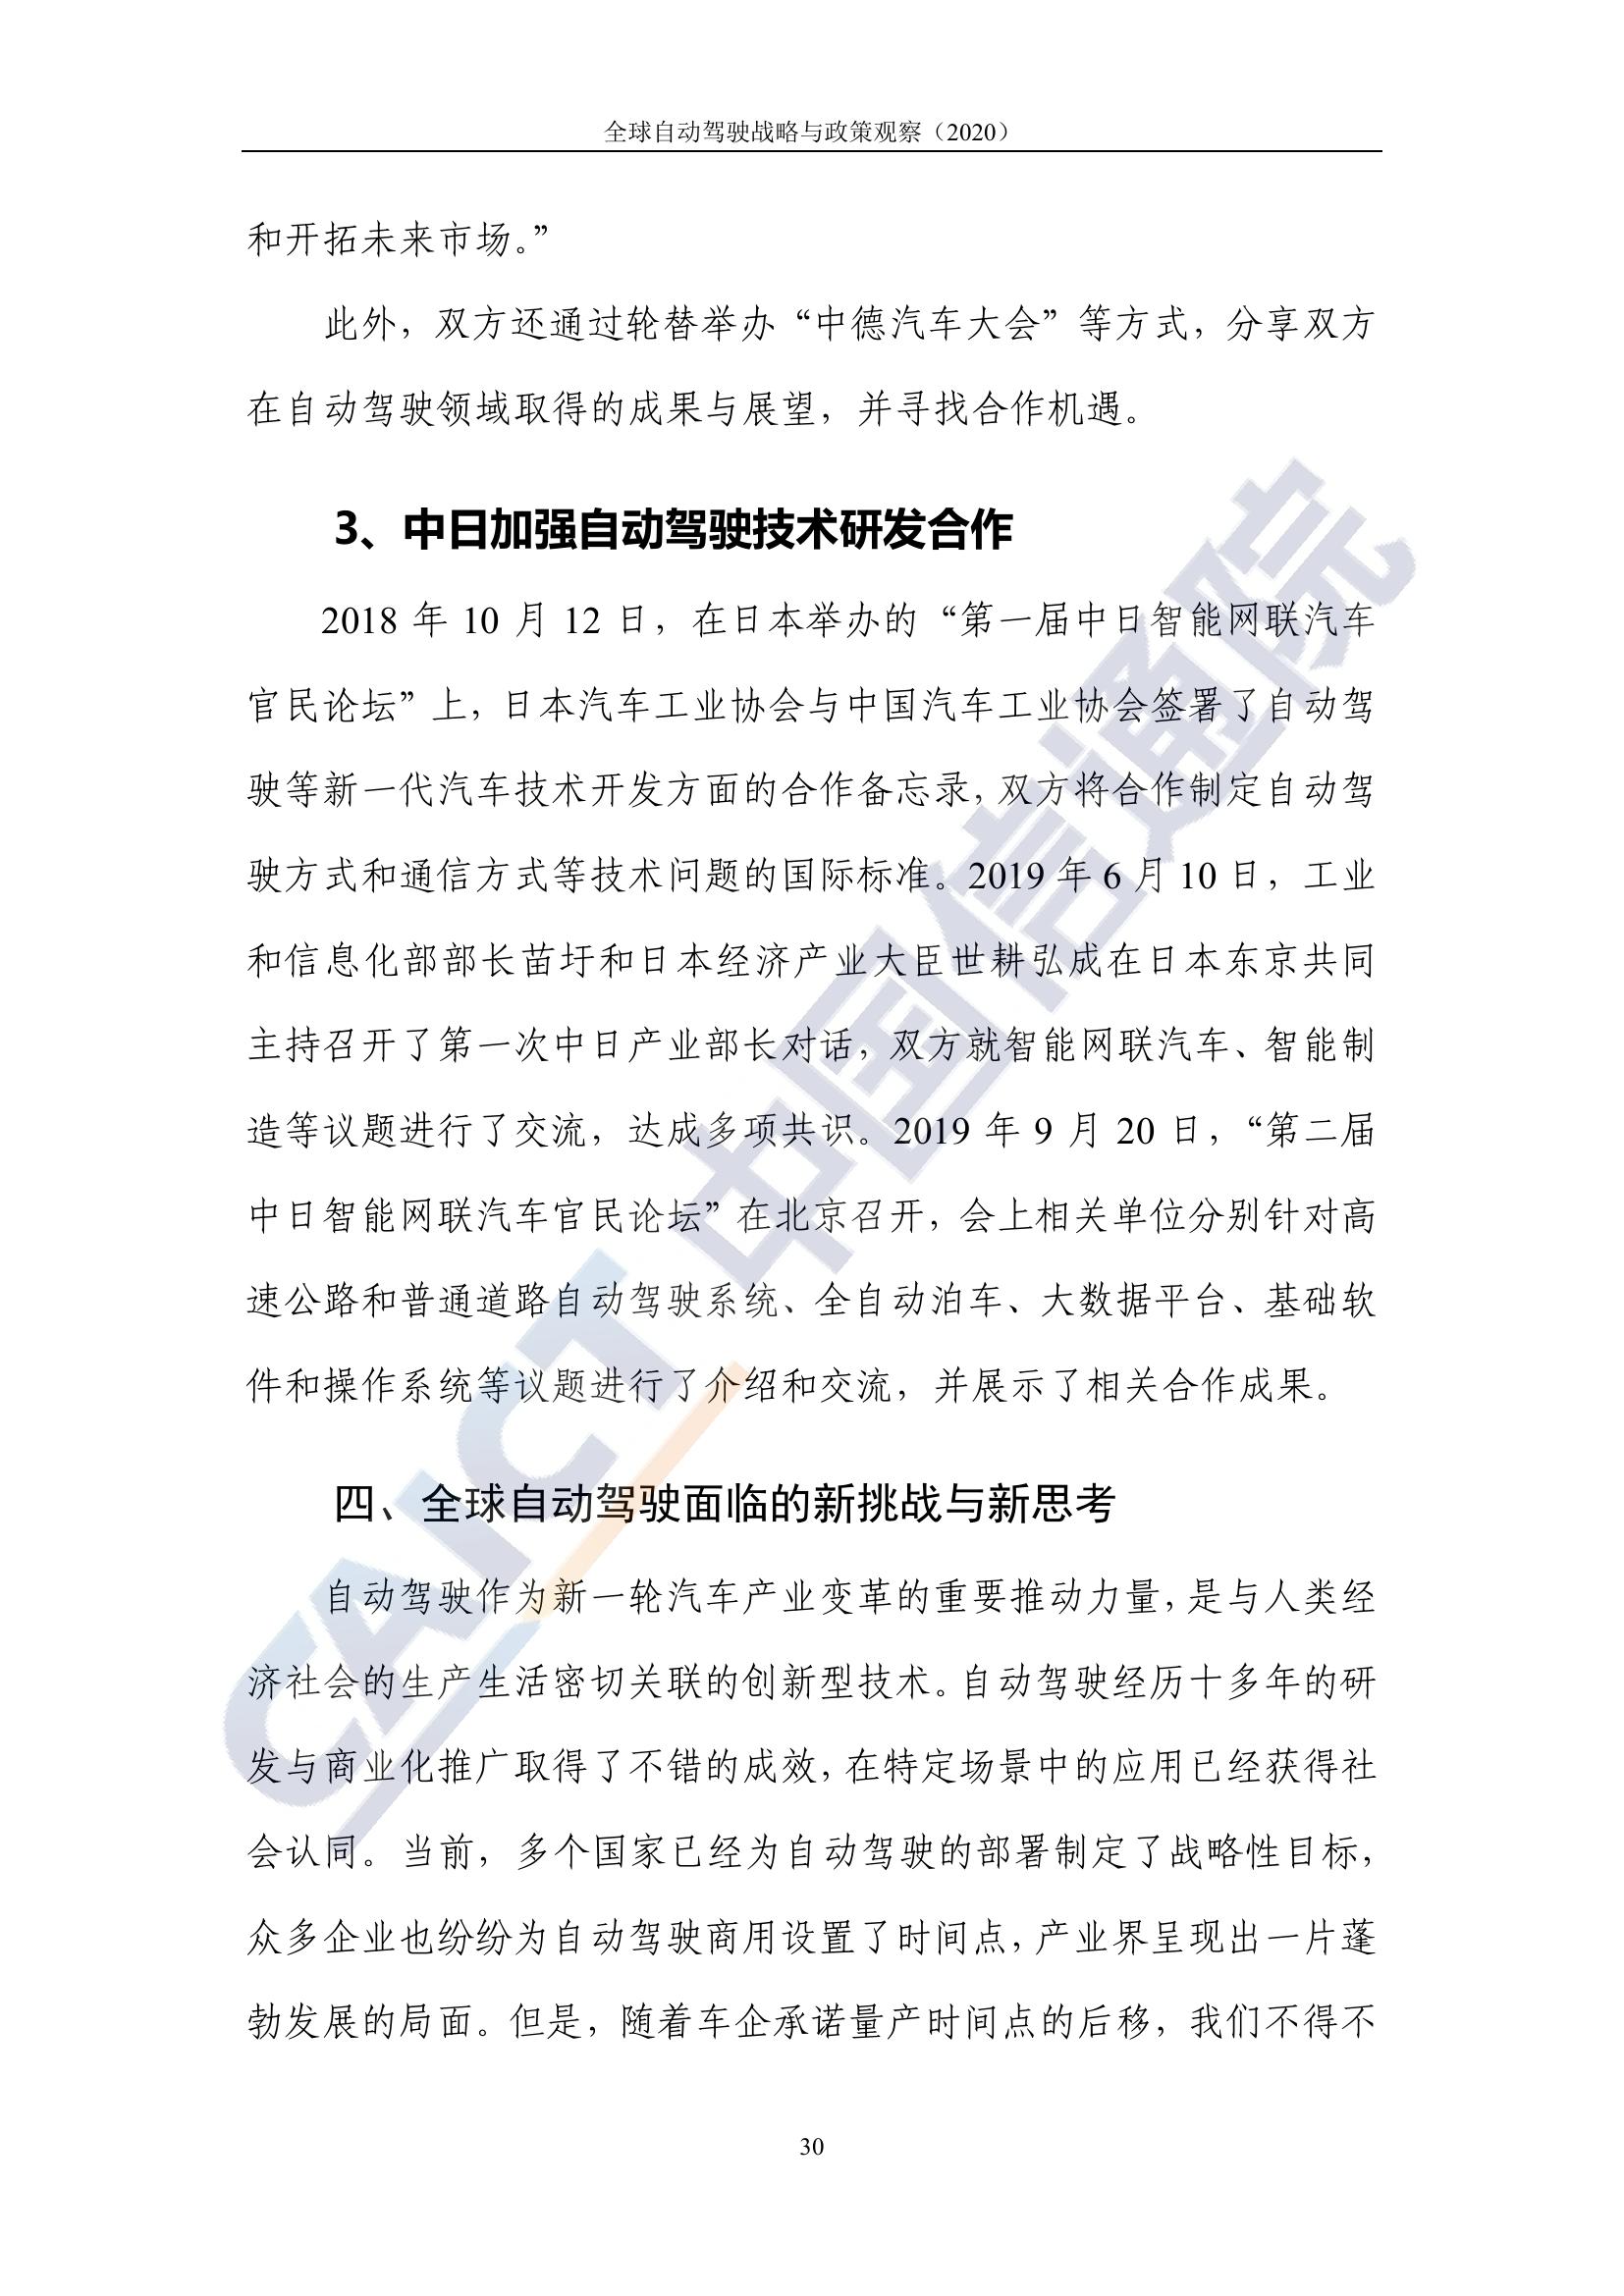 全球自动驾驶战略与政策观察（2020）
和开拓未来市场。”
此外，双方还通过轮替举办“中德汽车大会”等方式，分享双方
在自动驾驶领域取得的成果与展望，并寻找合作机遇。
3、中日加强自动驾驶技术研发合作
2018 年 10 月 12 日，在日本举办的“第一届中日智能网联汽车
官民论坛”上，日本汽车工业协会与中国汽车工业协会签署了自动驾
驶等新一代汽车技术开发方面的合作备忘录，双方将合作制定自动驾
驶方式和通信方式等技术问题的国际标准。2019 年 6 月 10 日，工业
和信息化部部长苗圩和日本经济产业大臣世耕弘成在日本东京共同
主持召开了第一次中日产业部长对话，双方就智能网联汽车、智能制
造等议题进行了交流，达成多项共识。2019 年 9 月 20 日，“第二届
中日智能网联汽车官民论坛”在北京召开，会上相关单位分别针对高
速公路和普通道路自动驾驶系统、全自动泊车、大数据平台、基础软
件和操作系统等议题进行了介绍和交流，并展示了相关合作成果。
四、全球自动驾驶面临的新挑战与新思考
自动驾驶作为新一轮汽车产业变革的重要推动力量，是与人类经
济社会的生产生活密切关联的创新型技术。自动驾驶经历十多年的研
发与商业化推广取得了不错的成效，在特定场景中的应用已经获得社
会认同。当前，多个国家已经为自动驾驶的部署制定了战略性目标，
众多企业也纷纷为自动驾驶商用设置了时间点，产业界呈现出一片蓬
勃发展的局面。但是，随着车企承诺量产时间点的后移，我们不得不
30
CAICT 中国信通院